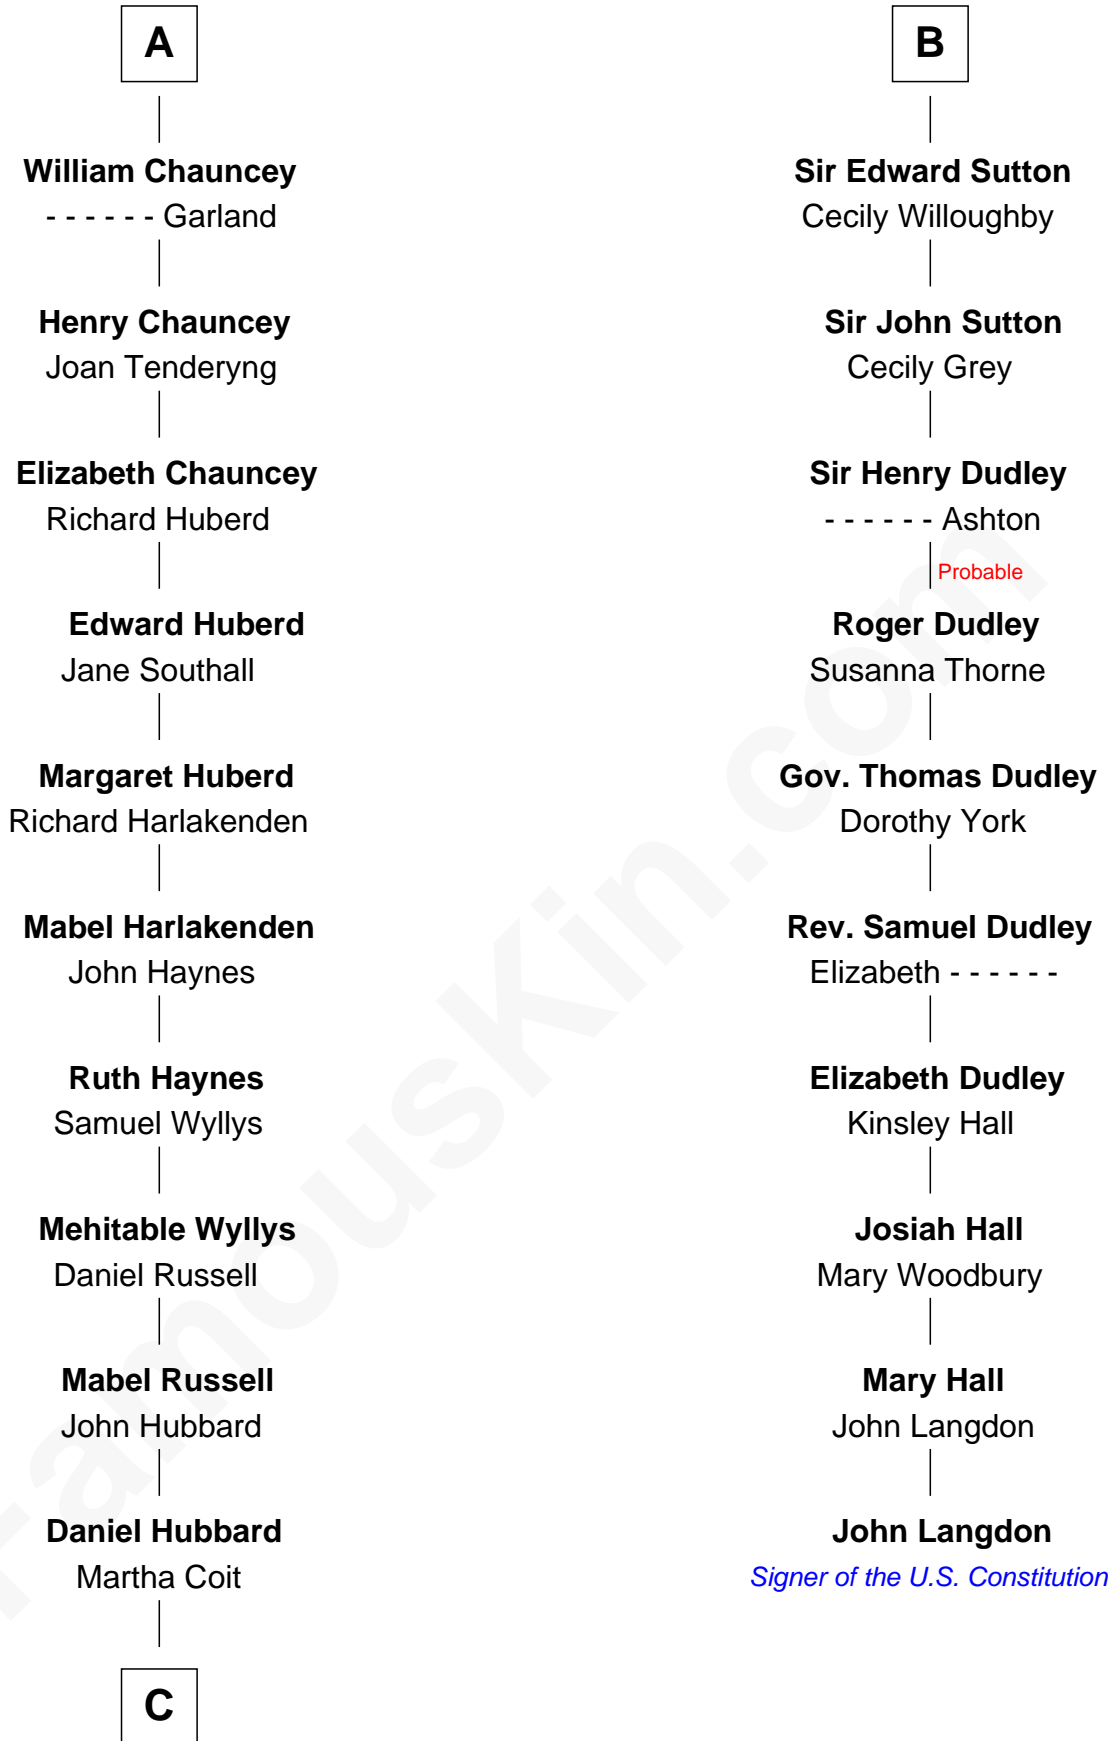 A
William Chauncey
- - - - - - Garland
Henry Chauncey
Joan Tenderyng
Elizabeth Chauncey
Richard Huberd
Edward Huberd
Jane Southall
Margaret Huberd
Richard Harlakenden
Mabel Harlakenden
John Haynes
Ruth Haynes
Samuel Wyllys
Mehitable Wyllys
Daniel Russell
Mabel Russell
John Hubbard
Daniel Hubbard
Martha Coit
C
B
Sir Edward Sutton
Cecily Willoughby
Sir John Sutton
Cecily Grey
Sir Henry Dudley
- - - - - - Ashton
Probable
Roger Dudley
Susanna Thorne
Gov. Thomas Dudley
Dorothy York
Rev. Samuel Dudley
Elizabeth - - - - - -
Elizabeth Dudley
Kinsley Hall
Josiah Hall
Mary Woodbury
Mary Hall
John Langdon
John Langdon
Signer of the U.S. Constitution
FamousKin.com